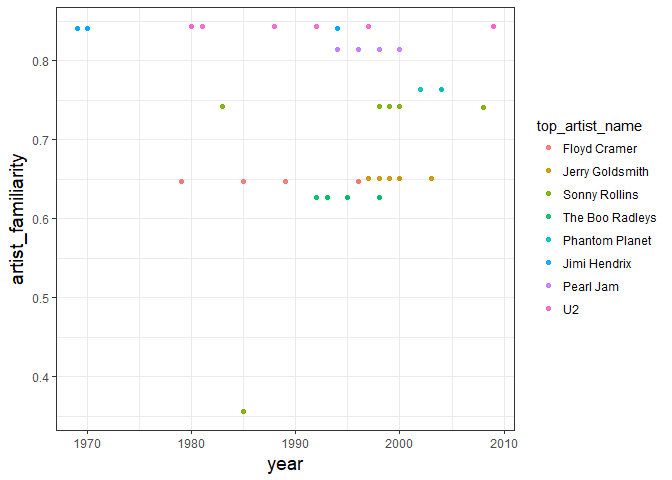 0.8
0.7
0.6
0.5
0.4
artist_familiarity
1970 1980 1990 2000 2010
year
top_artist_name
Floyd Cramer
Jerry Goldsmith
Sonny Rollins
The Boo Radleys
Phantom Planet
Jimi Hendrix
Pearl Jam
U2